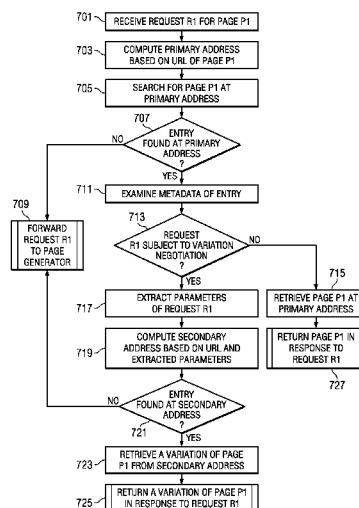 701
RECEIVE REQUEST R1 FOR PAGE P1
703
COMPUTE PRIMARY ADDRESS
BASED ON URL OF PAGE P1
705
SEARCH FOR PAGE P1 AT
PRIMARY ADDRESS
707
ENTRY
FOUND AT PRIMARY
ADDRESS
?
NO
YES
711
EXAMINE METADATA OF ENTRY
709
FORWARD
REQUEST R1
TO PAGE
GENERATOR
713
REQUEST
R1 SUBJECT TO VARIATION
NEGOTIATION
?
NO
YES
715
RETRIEVE PAGE P1 AT
PRIMARY ADDRESS
717
EXTRACT PARAMETERS
OF REQUEST R1
RETURN PAGE P1 IN
RESPONSE TO
REQUEST R1
727
719
COMPUTE SECONDARY
ADDRESS BASED ON URL AND
EXTRACTED PARAMETERS
NO
ENTRY
FOUND AT SECONDARY
ADDRESS
?
721
YES
723
RETRIEVE A VARIATION OF PAGE
P1 FROM SECONDARY ADDRESS
725
RETURN A VARIATION OF PAGE P1
IN RESPONSE TO REQUEST R1